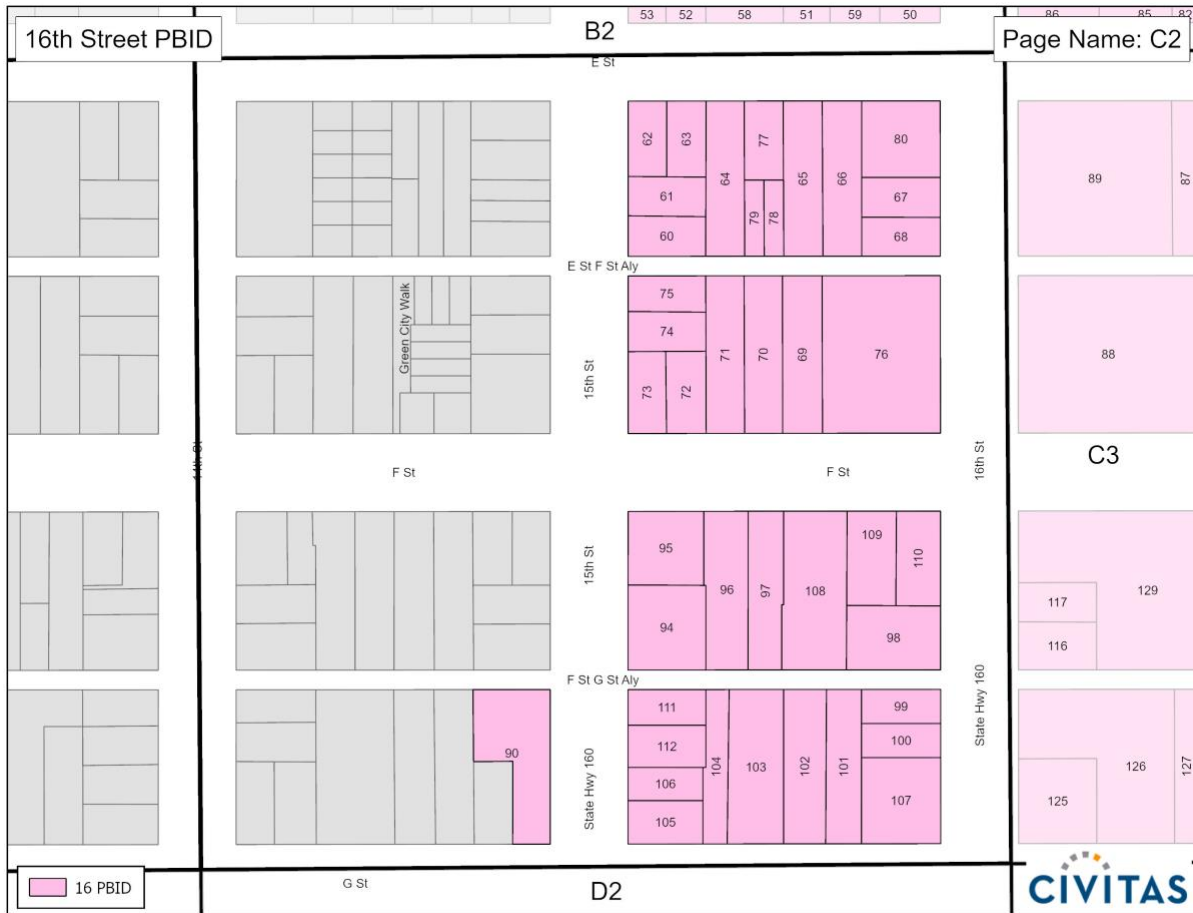 16th Street PBID
Page Name: C2
53 52 58 51 59 50
86 85 82
B2
E St
62 63 64 77 65 66 80
61 79 78 67
60 68
89 87
E St F St Aly
75
74
73 72 71 70 69 76
88
Green City Walk
15th St
14th St
F St
F St
16th St
C3
95 96 97 108 109 110
94 98
129
117
116
15th St
F St G St Aly
State Hwy 160
111 99
112 100
90
106 104 103 102 101
105 107
126 127
125
State Hwy 160
G St
D2
16 PBID
CIVITAS